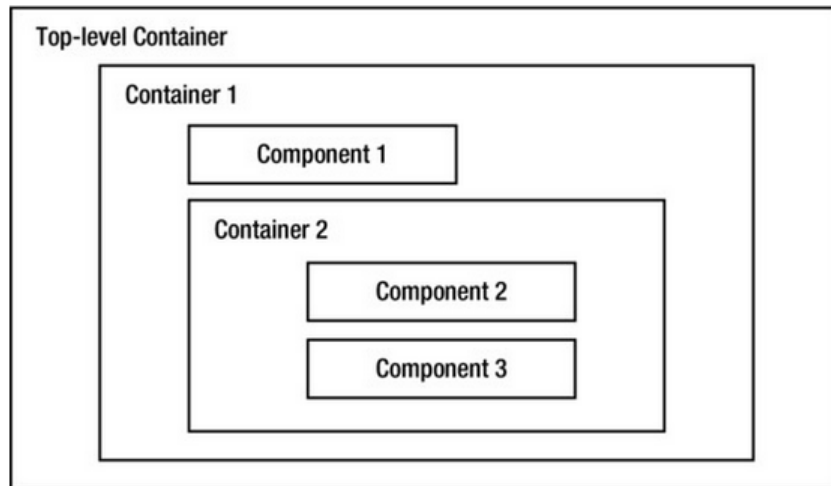 Top-level Container
Container 1
Component 1
Container 2
Component 2
Component 3